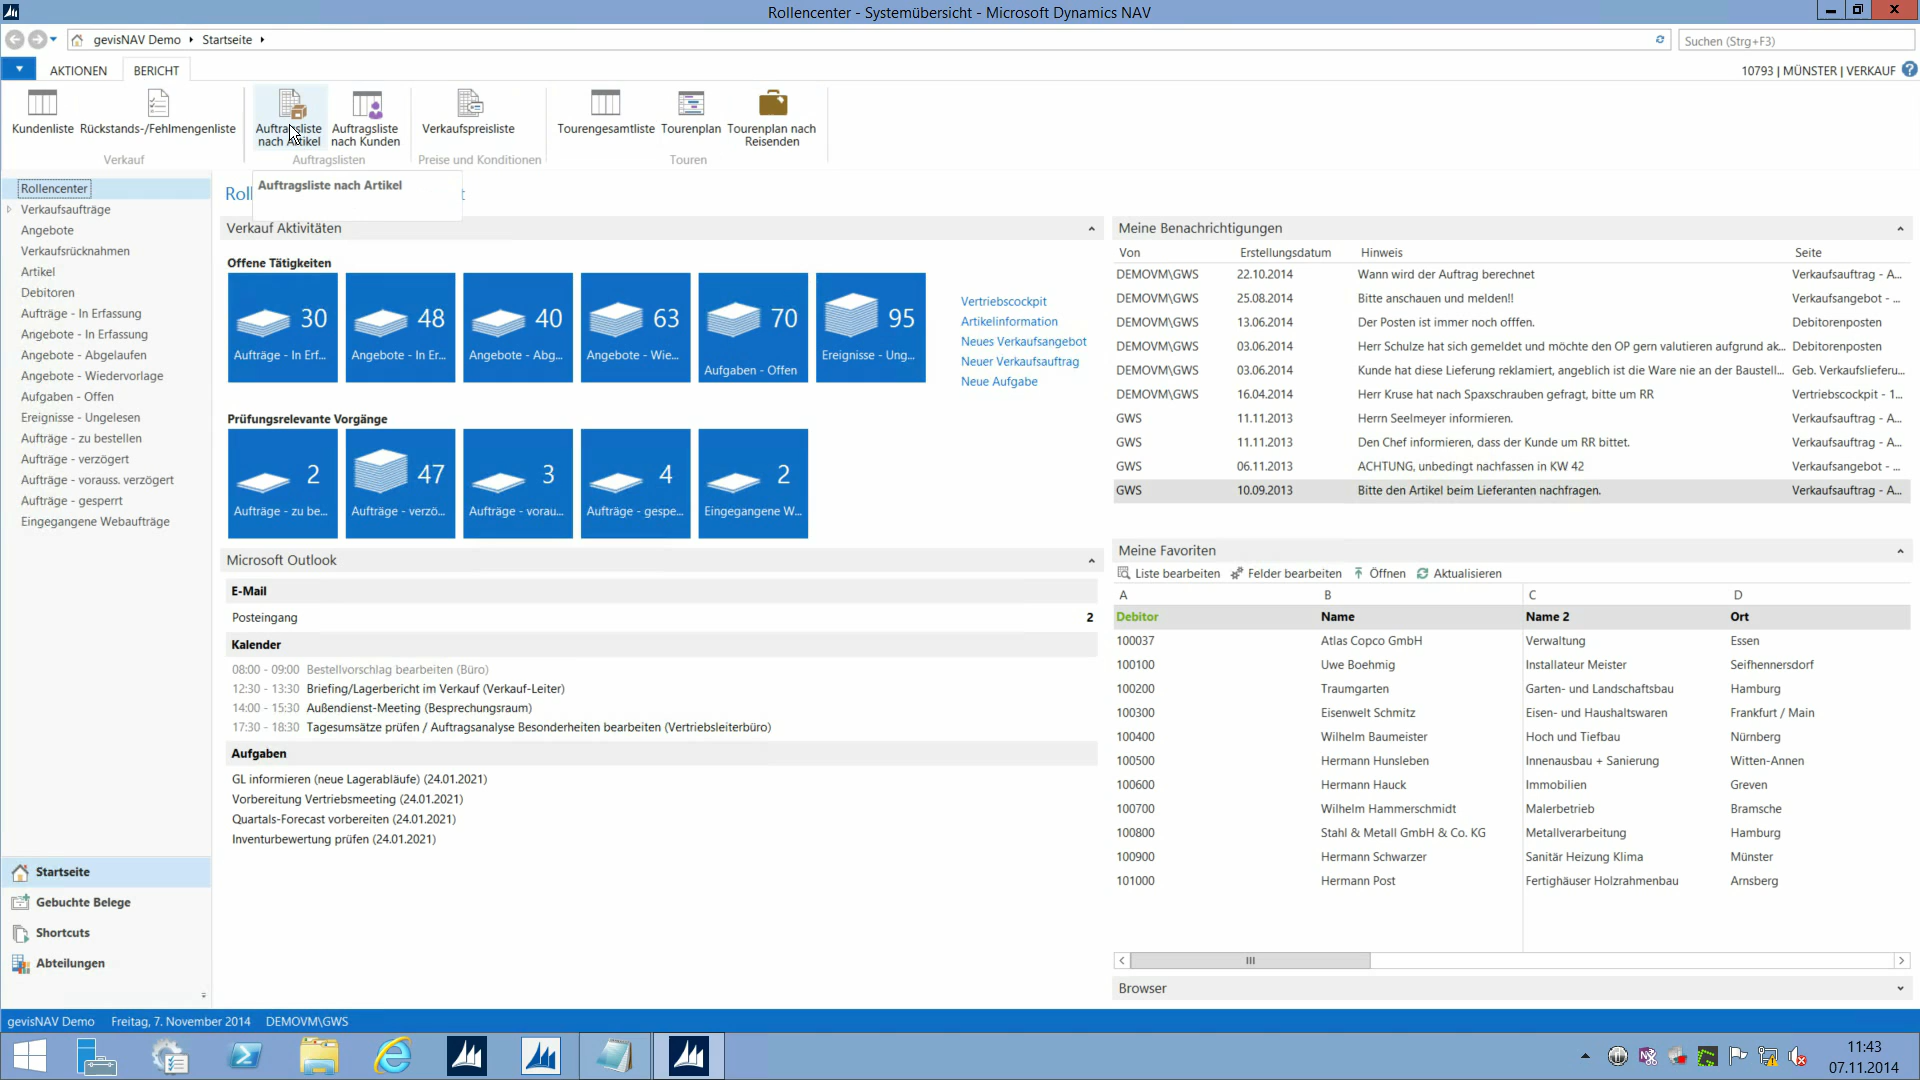 Rollencenter - Systemübersicht - Microsoft Dynamics NAV
gevisNAV Demo
Startseite
Suchen (Strg+F3)
AKTIONEN
BERICHT
10793 | MÜNSTER | VERKAUF
Kundenliste
Rückstands-/Fehlmengenliste
Auftragsliste nach Artikel
Auftragsliste nach Kunden
Verkaufspreisliste
Tourengesamtliste
Tourenplan
Tourenplan nach Reisenden
Verkauf
Auftragslisten
Preise und Konditionen
Touren
Auftragsliste nach Artikel
Rollencenter
Verkaufsaufträge
Angebote
Verkaufsrücknahmen
Artikel
Debitoren
Aufträge - In Erfassung
Angebote - In Erfassung
Angebote - Abgelaufen
Angebote - Wiedervorlage
Aufgaben - Offen
Ereignisse - Ungelesen
Aufträge - zu bestellen
Aufträge - verzögert
Aufträge - vorauss. verzögert
Aufträge - gesperrt
Eingegangene Webaufträge
Startseite
Gebuchte Belege
Shortcuts
Abteilungen
Verkauf Aktivitäten
Offene Tätigkeiten
30
Aufträge - In Erf...
48
Angebote - In Er...
40
Angebote - Abg...
63
Angebote - Wie...
70
Aufgaben - Offen
95
Ereignisse - Ung...
Vertriebscockpit
Artikelinformation
Neues Verkaufsangebot
Neuer Verkaufsauftrag
Neue Aufgabe
Prüfungsrelevante Vorgänge
2
Aufträge - zu be...
47
Aufträge - verzö...
3
Aufträge - vorau...
4
Aufträge - gespe...
2
Eingegangene W...
Microsoft Outlook
E-Mail
Posteingang 2
Kalender
08:00 - 09:00 Bestellvorschlag bearbeiten (Büro)
12:30 - 13:30 Briefing/Lagerbericht im Verkauf (Verkauf-Leiter)
14:00 - 15:30 Außendienst-Meeting (Besprechungsraum)
17:30 - 18:30 Tagesumsätze prüfen / Auftragsanalyse Besonderheiten bearbeiten (Vertriebsleiterbüro)
Aufgaben
GL informieren (neue Lagerabläufe) (24.01.2021)
Vorbereitung Vertriebsmeeting (24.01.2021)
Quartals-Forecast vorbereiten (24.01.2021)
Inventurbewertung prüfen (24.01.2021)
Meine Benachrichtigungen
Von Erstellungsdatum Hinweis Seite
DEMOVM\GWS 22.10.2014 Wann wird der Auftrag berechnet Verkaufsauftrag - A...
DEMOVM\GWS 25.08.2014 Bitte anschauen und melden!! Verkaufsangebot - ...
DEMOVM\GWS 13.06.2014 Der Posten ist immer noch offfen. Debitorenposten
DEMOVM\GWS 03.06.2014 Herr Schulze hat sich gemeldet und möchte den OP gern valutieren aufgrund ak... Debitorenposten
DEMOVM\GWS 03.06.2014 Kunde hat diese Lieferung reklamiert, angeblich ist die Ware nie an der Baustell... Geb. Verkaufslieferu...
DEMOVM\GWS 16.04.2014 Herr Kruse hat nach Spaxschrauben gefragt, bitte um RR Vertriebscockpit - 1...
GWS 11.11.2013 Herrn Seelmeyer informieren. Verkaufsauftrag - A...
GWS 11.11.2013 Den Chef informieren, dass der Kunde um RR bittet. Verkaufsauftrag - A...
GWS 06.11.2013 ACHTUNG, unbedingt nachfassen in KW 42 Verkaufsangebot - ...
GWS 10.09.2013 Bitte den Artikel beim Lieferanten nachfragen. Verkaufsauftrag - A...
Meine Favoriten
Liste bearbeiten Felder bearbeiten Öffnen Aktualisieren
A B C D
Debitor Name Name 2 Ort
100037 Atlas Copco GmbH Verwaltung Essen
100100 Uwe Boehmig Installateur Meister Seifhennersdorf
100200 Traumgarten Garten- und Landschaftsbau Hamburg
100300 Eisenwelt Schmitz Eisen- und Haushaltswaren Frankfurt / Main
100400 Wilhelm Baumeister Hoch und Tiefbau Nürnberg
100500 Hermann Hunsleben Innenausbau + Sanierung Witten-Annen
100600 Hermann Hauck Immobilien Greven
100700 Wilhelm Hammerschmidt Malerbetrieb Bramsche
100800 Stahl & Metall GmbH & Co. KG Metallverarbeitung Hamburg
100900 Hermann Schwarzer Sanitär Heizung Klima Münster
101000 Hermann Post Fertighäuser Holzrahmenbau Arnsberg
Browser
gevisNAV Demo Freitag, 7. November 2014 DEMOVM\GWS
11:43
07.11.2014